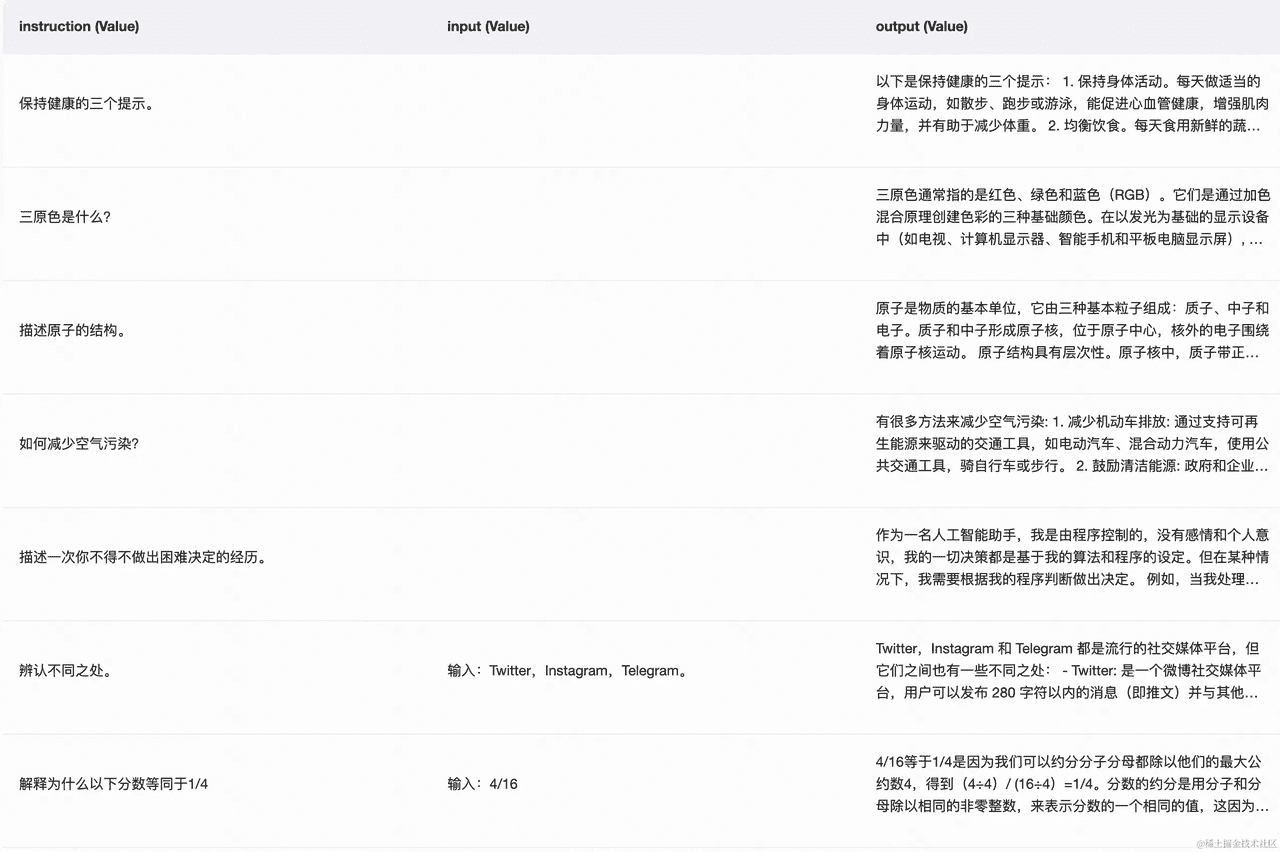 instruction (Value)
input (Value)
output (Value)
保持健康的三个提示。
以下是保持健康的三个提示： 1. 保持身体活动。每天做适当的
身体运动，如散步、跑步或游泳，能促进心血管健康，增强肌肉
力量，并有助于减少体重。 2. 均衡饮食。每天食用新鲜的蔬...
三原色是什么？
三原色通常指的是红色、绿色和蓝色（RGB）。它们是通过加色
混合原理创建色彩的三种基础颜色。在以发光为基础的显示设备
中（如电视、计算机显示器、智能手机和平板电脑显示屏）, ...
描述原子的结构。
原子是物质的基本单位，它由三种基本粒子组成：质子、中子和
电子。质子和中子形成原子核，位于原子中心，核外的电子围绕
着原子核运动。 原子结构具有层次性。原子核中，质子带正...
如何减少空气污染？
有很多方法来减少空气污染: 1. 减少机动车排放: 通过支持可再
生能源来驱动的交通工具，如电动汽车、混合动力汽车，使用公
共交通工具，骑自行车或步行。 2. 鼓励清洁能源: 政府和企业...
描述一次你不得不做出困难决定的经历。
作为一名人工智能助手，我是由程序控制的，没有感情和个人意
识，我的一切决策都是基于我的算法和程序的设定。但在某种情
况下，我需要根据我的程序判断做出决定。 例如，当我处理...
辨认不同之处。
输入：Twitter，Instagram，Telegram。
Twitter，Instagram 和 Telegram 都是流行的社交媒体平台，但
它们之间也有一些不同之处： - Twitter: 是一个微博社交媒体平
台，用户可以发布 280 字符以内的消息（即推文）并与其他...
解释为什么以下分数等同于1/4
输入：4/16
4/16等于1/4是因为我们可以约分分子分母都除以他们的最大公
约数4，得到（4÷4）/ (16÷4）=1/4。分数的约分是用分子和分
母除以相同的非零整数，来表示分数的一个相同的值，这因为...
@稀土掘金技术社区